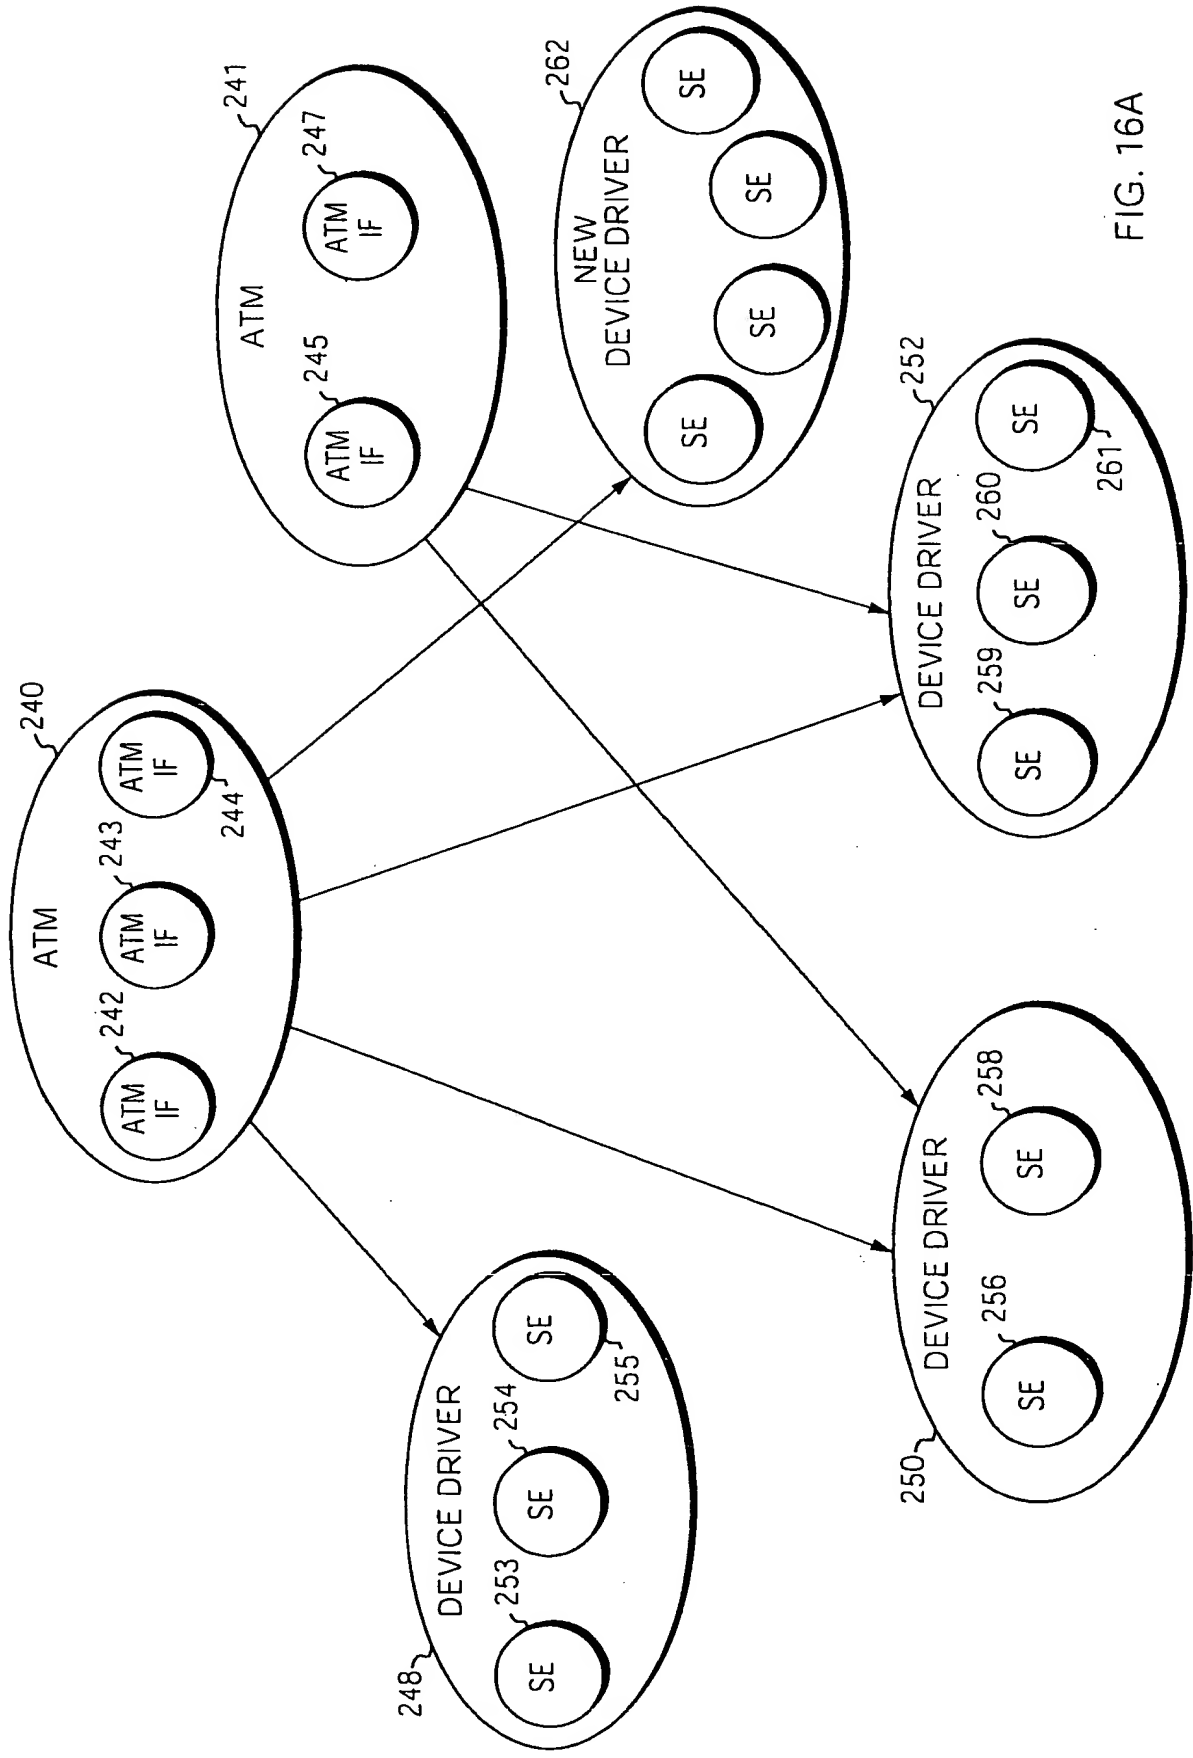 240
ATM
242
ATM
IF
243
ATM
IF
ATM
IF
244
241
ATM
245
ATM
IF
247
ATM
IF
248
DEVICE DRIVER
253
SE
254
SE
SE
255
262
NEW
DEVICE DRIVER
SE
SE
SE
SE
250
DEVICE DRIVER
256
SE
258
SE
252
DEVICE DRIVER
259
SE
260
SE
SE
261
FIG. 16A